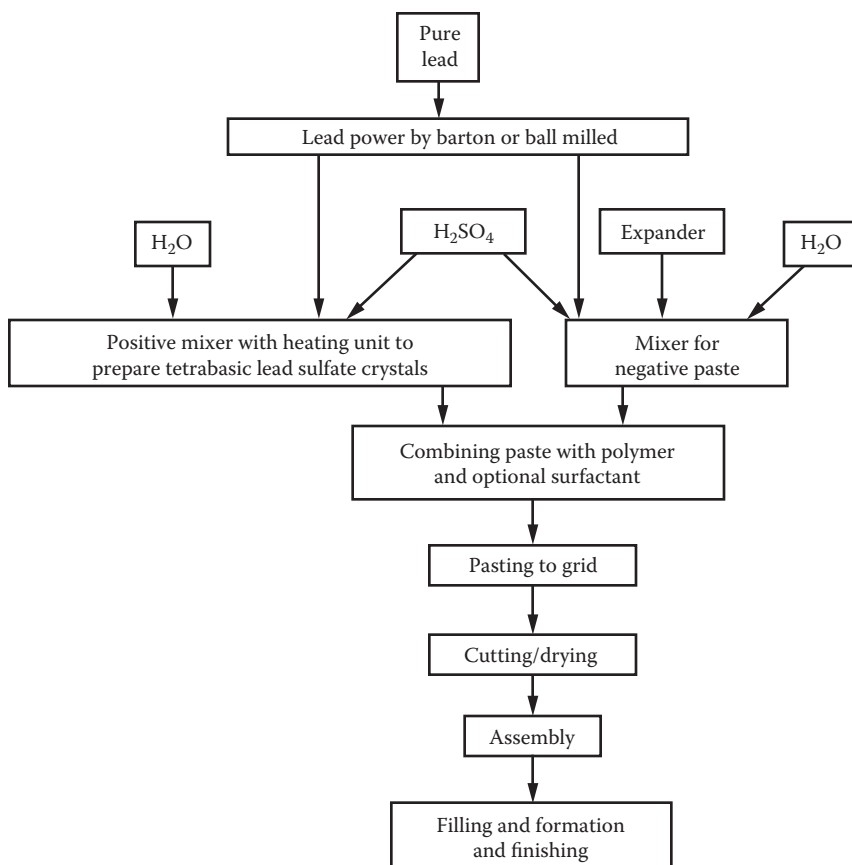 Pure
lead
Lead power by barton or ball milled
H₂O
H₂SO₄
Expander
H₂O
Positive mixer with heating unit to
prepare tetrabasic lead sulfate crystals
Mixer for
negative paste
Combining paste with polymer
and optional surfactant
Pasting to grid
Cutting/drying
Assembly
Filling and formation
and finishing